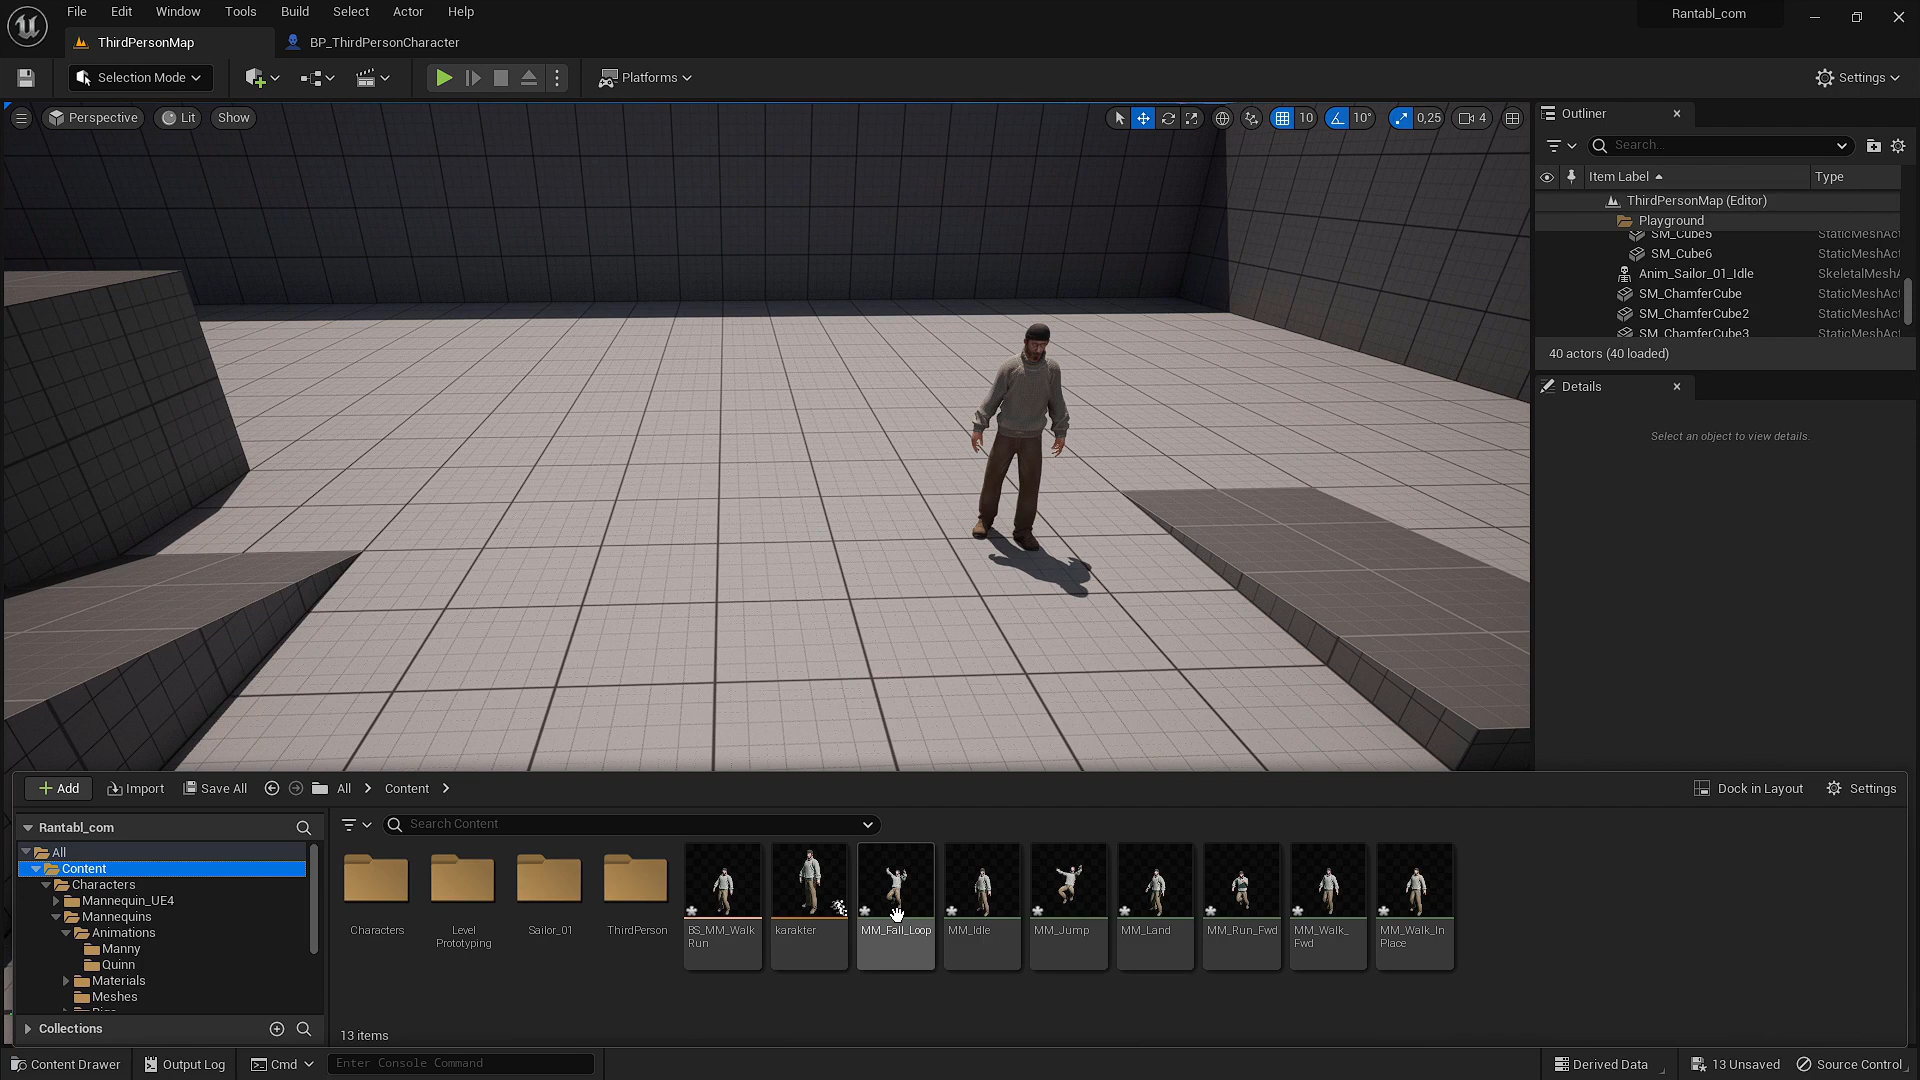 File Edit Window Tools Build Select Actor Help
Rantabl_com
ThirdPersonMap
BP_ThirdPersonCharacter
Selection Mode
Platforms
Settings
Perspective
Lit
Show
10
10°
0,25
4
Outliner
Search...
Item Label
Type
ThirdPersonMap (Editor)
Playground
SM_Cube5 StaticMeshAct
SM_Cube6 StaticMeshAct
Anim_Sailor_01_Idle SkeletalMeshA
SM_ChamferCube StaticMeshAct
SM_ChamferCube2 StaticMeshAct
SM_ChamferCube3 StaticMeshAct
40 actors (40 loaded)
Details
Select an object to view details.
Add
Import
Save All
All
Content
Dock in Layout
Settings
Rantabl_com
Search Content
All
Content
Characters
Mannequin_UE4
Mannequins
Animations
Manny
Quinn
Materials
Meshes
Collections
Characters
Level
Prototyping
Sailor_01
ThirdPerson
BS_MM_Walk
Run
karakter
MM_Fall_Loop
MM_Idle
MM_Jump
MM_Land
MM_Run_Fwd
MM_Walk_
Fwd
MM_Walk_In
Place
13 items
Content Drawer
Output Log
Cmd
Enter Console Command
Derived Data
13 Unsaved
Source Control